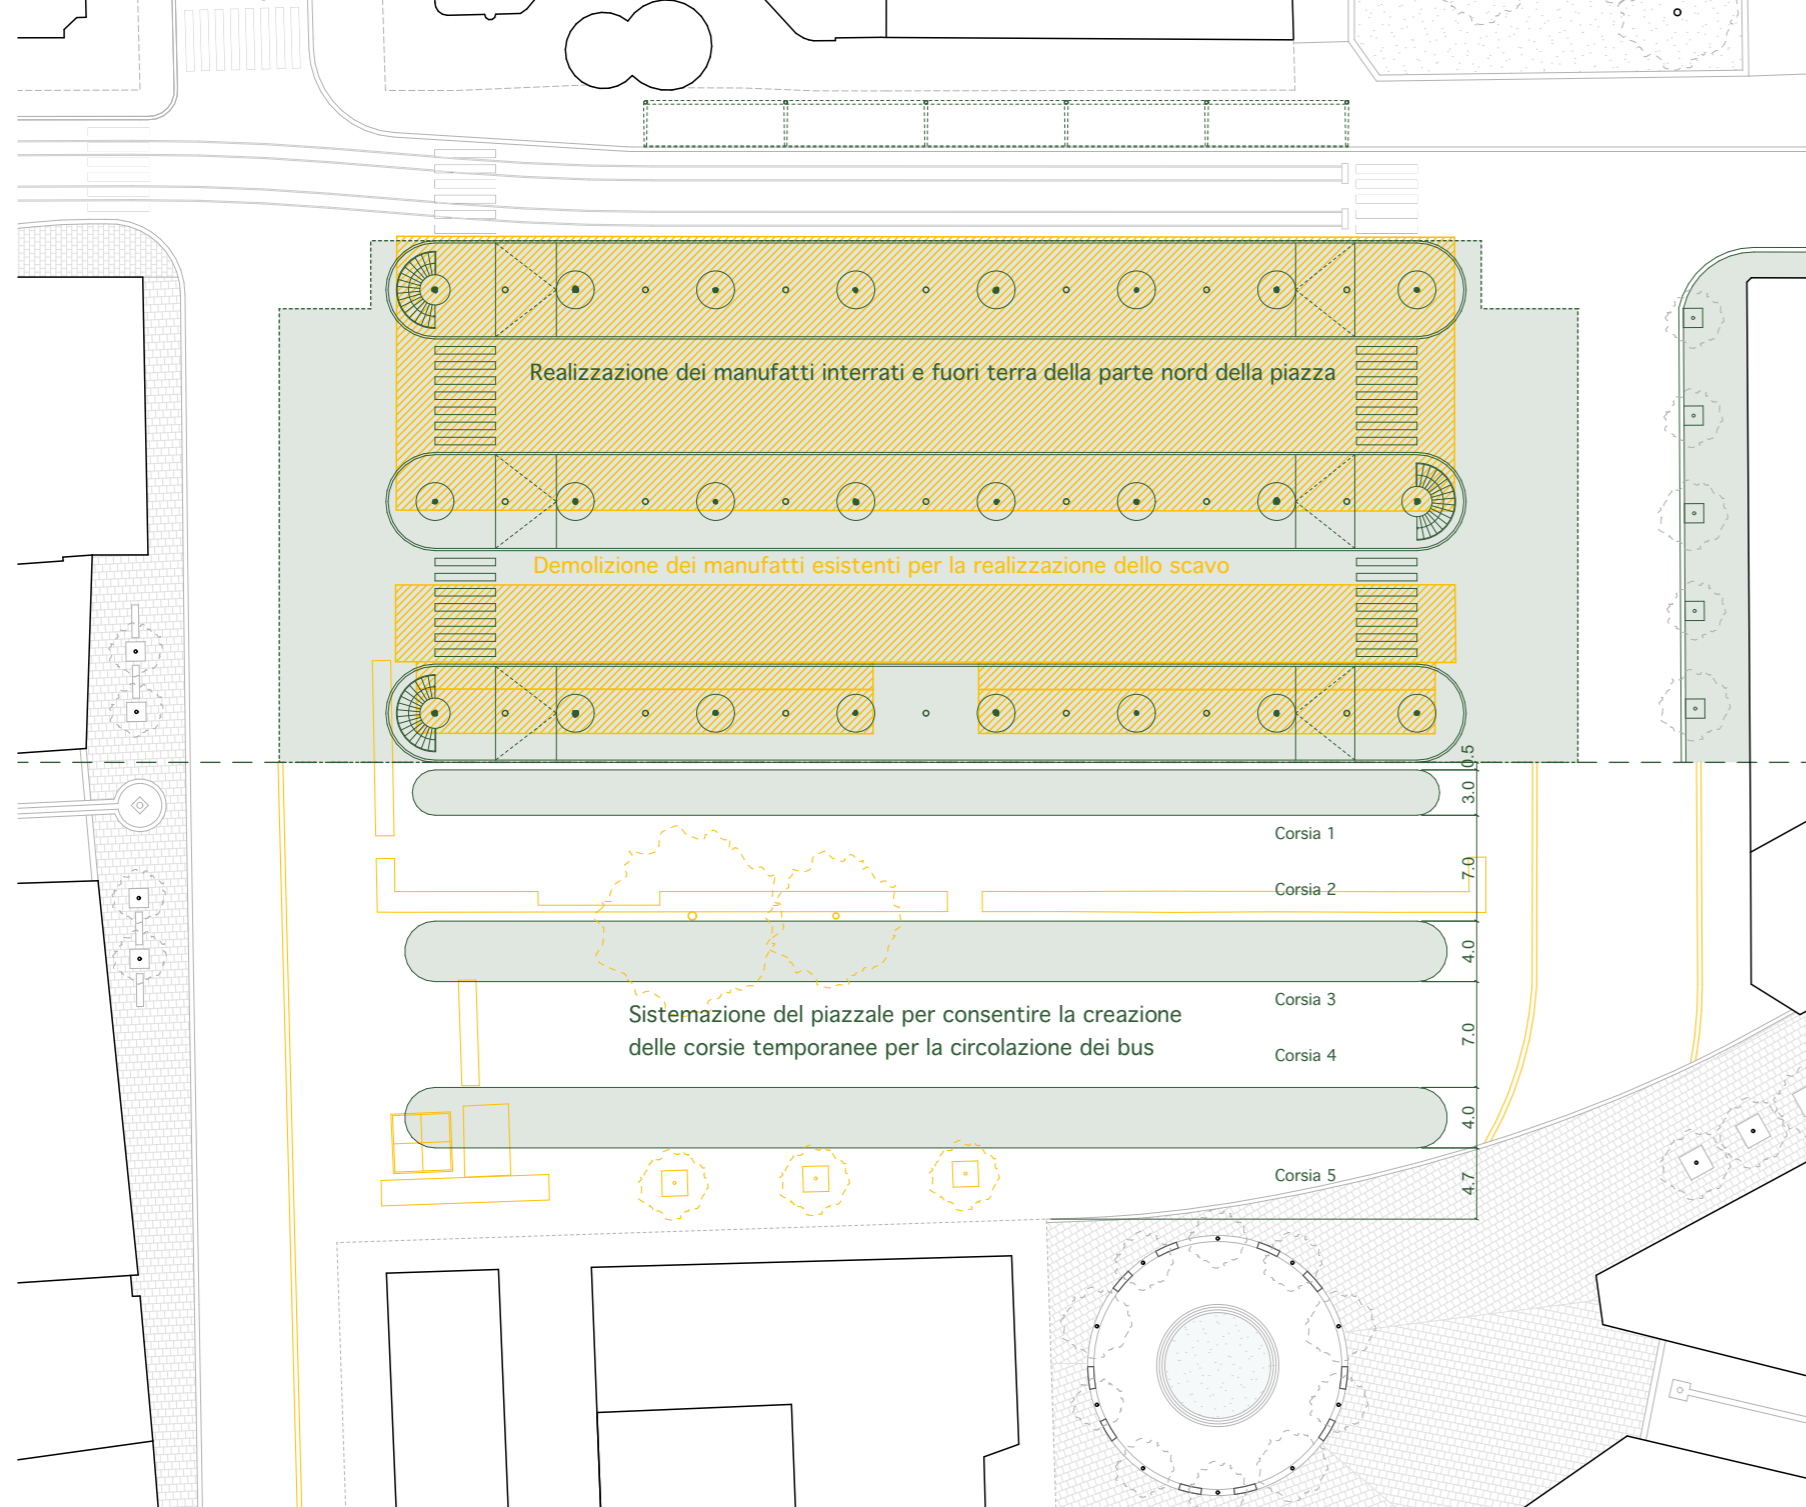 Realizzazione dei manufatti interrati e fuori terra della parte nord della piazza
Demolizione dei manufatti esistenti per la realizzazione dello scavo
0.5
3.0
Corsia 1
7.0
Corsia 2
4.0
Corsia 3
Sistemazione del piazzale per consentire la creazione
delle corsie temporanee per la circolazione dei bus
7.0
Corsia 4
4.0
Corsia 5
4.7